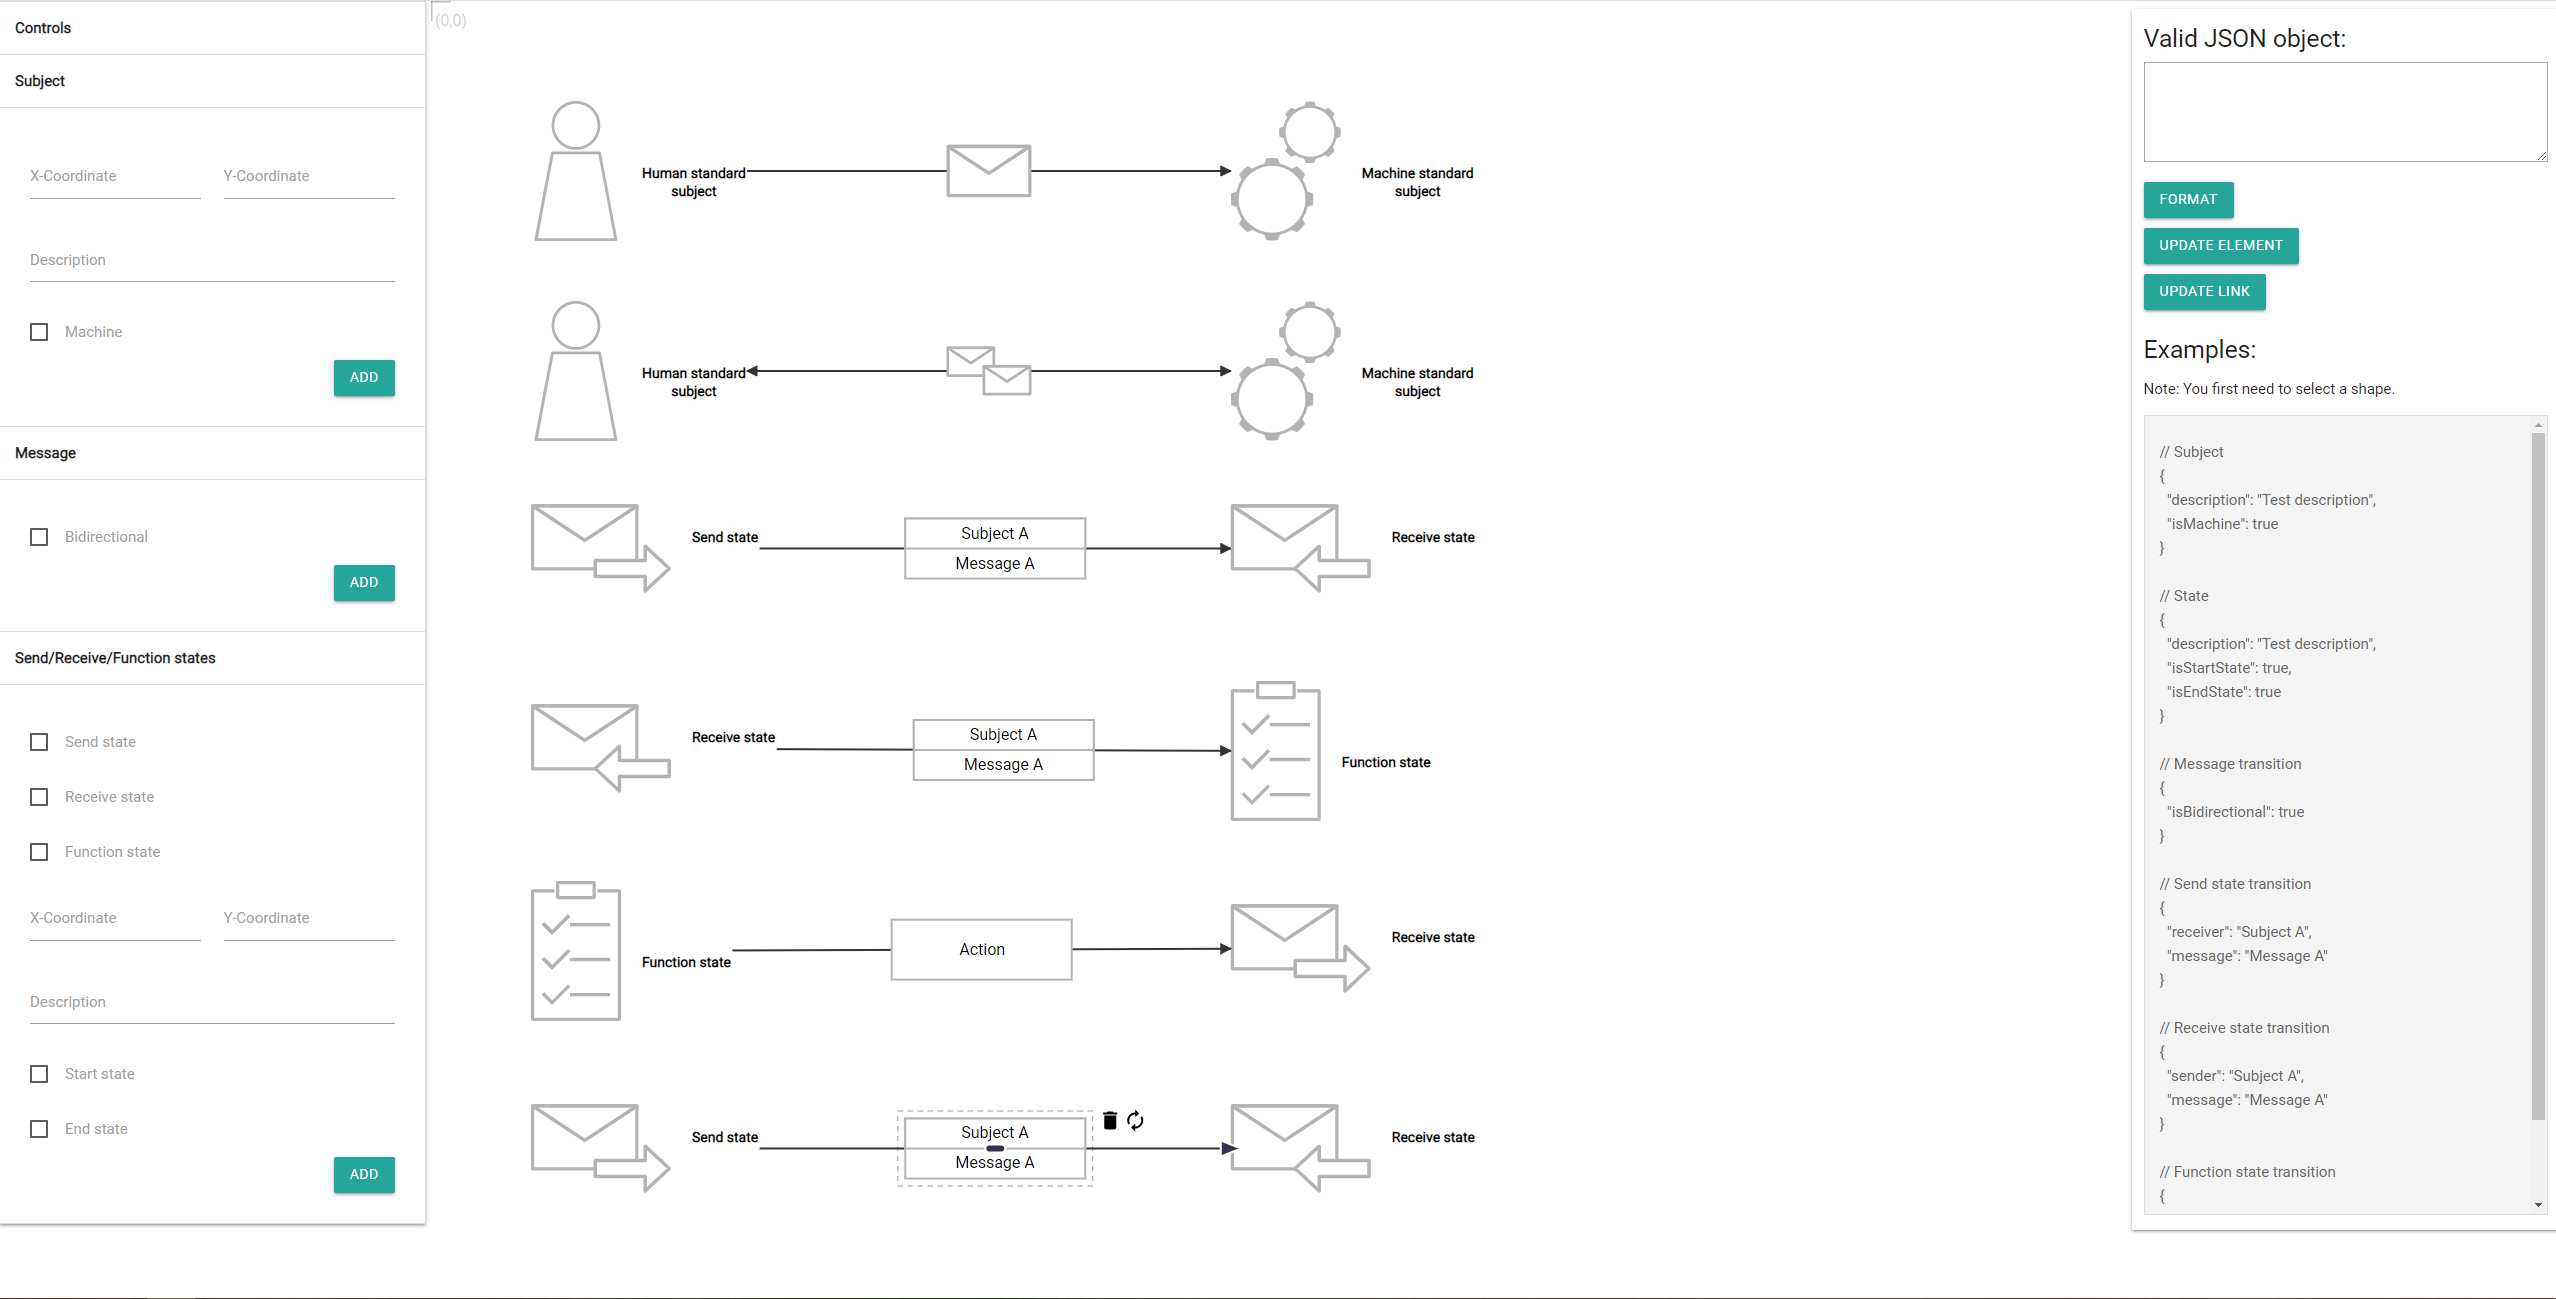 Controls
Subject
X-Coordinate
Y-Coordinate
Description
Machine
ADD
Message
Bidirectional
ADD
Send/Receive/Function states
Send state
Receive state
Function state
X-Coordinate
Y-Coordinate
Description
Start state
End state
ADD
(0,0)
Human standard
subject
Machine standard
subject
Human standard
subject
Machine standard
subject
Send state
Subject A
Message A
Receive state
Receive state
Subject A
Message A
Function state
Function state
Action
Receive state
Send state
Subject A
Message A
Receive state
Valid JSON object:
FORMAT
UPDATE ELEMENT
UPDATE LINK
Examples:
Note: You first need to select a shape.
// Subject
{
"description": "Test description",
"isMachine": true
}
// State
{
"description": "Test description",
"isStartState": true,
"isEndState": true
}
// Message transition
{
"isBidirectional": true
}
// Send state transition
{
"receiver": "Subject A",
"message": "Message A"
}
// Receive state transition
{
"sender": "Subject A",
"message": "Message A"
}
// Function state transition
{